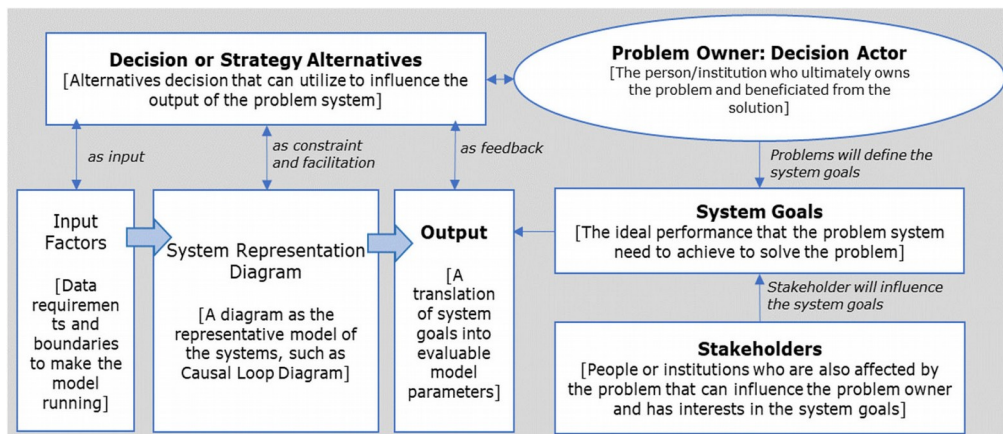 Decision or Strategy Alternatives
[Alternatives decision that can utilize to influence the
output of the problem system]
Problem Owner: Decision Actor
[The person/institution who ultimately owns
the problem and beneficiated from the
solution]
as input
as constraint
and facilitation
as feedback
Problems will define the
system goals
Input
Factors
[Data
requiremen
ts and
boundaries
to make the
model
running]
System Representation
Diagram
[A diagram as the
representative model of
the systems, such as
Causal Loop Diagram]
Output
[A
translation
of system
goals into
evaluable
model
parameters]
System Goals
[The ideal performance that the problem system
need to achieve to solve the problem]
Stakeholder will influence
the system goals
Stakeholders
[People or institutions who are also affected by
the problem that can influence the problem owner
and has interests in the system goals]